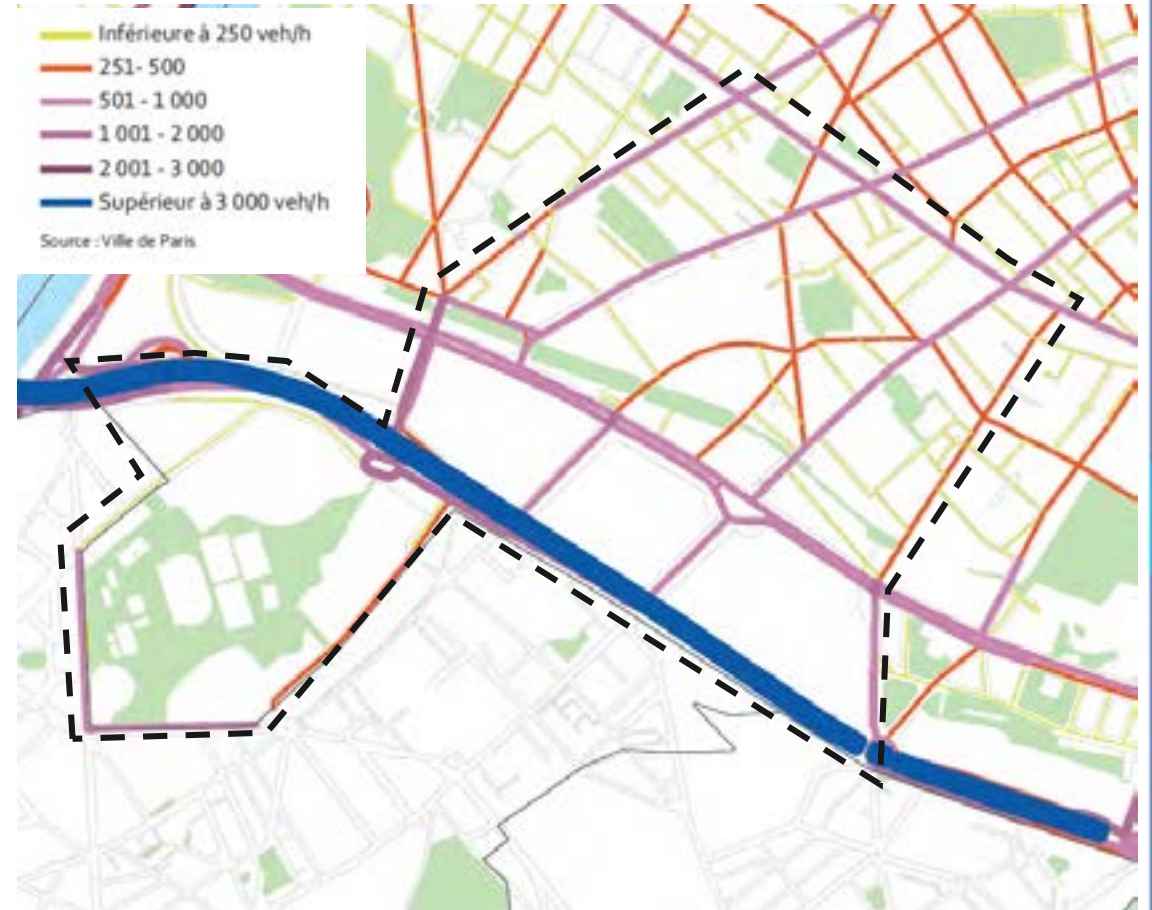 Inférieure à 250 veh/h
251- 500
501 - 1 000
1 001 - 2 000
2 001 - 3 000
Supérieur à 3 000 veh/h
Source : Ville de Paris